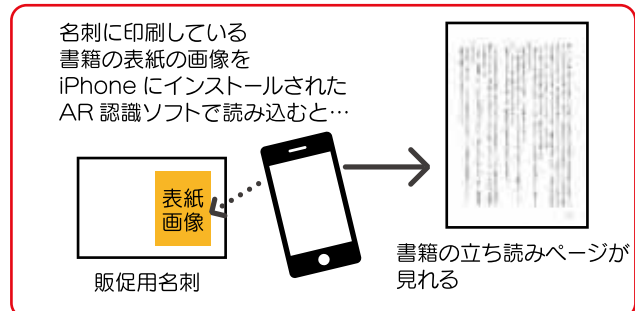 名刺に印刷している
書籍の表紙の画像を
iPhone にインストールされた
AR 認識ソフトで読み込むと…
表紙
画像
販促用名刺
書籍の立ち読みページが
見れる